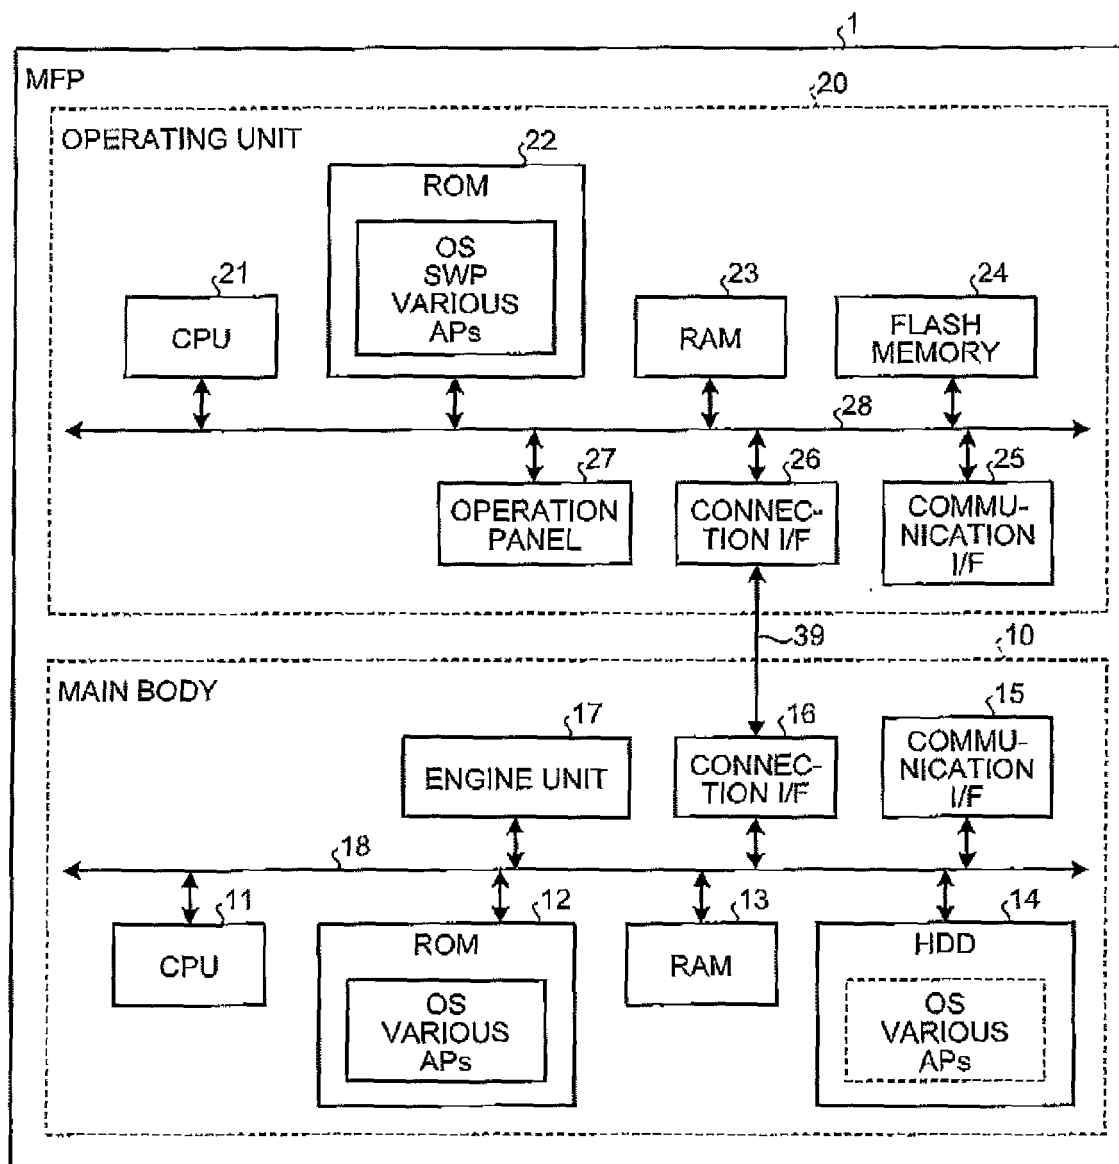 1
MFP
20
OPERATING UNIT
22
ROM
OS
SWP
VARIOUS
APs
21
CPU
23
RAM
24
FLASH
MEMORY
28
27
OPERATION
PANEL
26
CONNEC-
TION I/F
25
COMMU-
NICATION
I/F
39
10
MAIN BODY
17
ENGINE UNIT
16
CONNEC-
TION I/F
15
COMMU-
NICATION
I/F
18
11
CPU
12
ROM
OS
VARIOUS
APs
13
RAM
14
HDD
OS
VARIOUS
APs